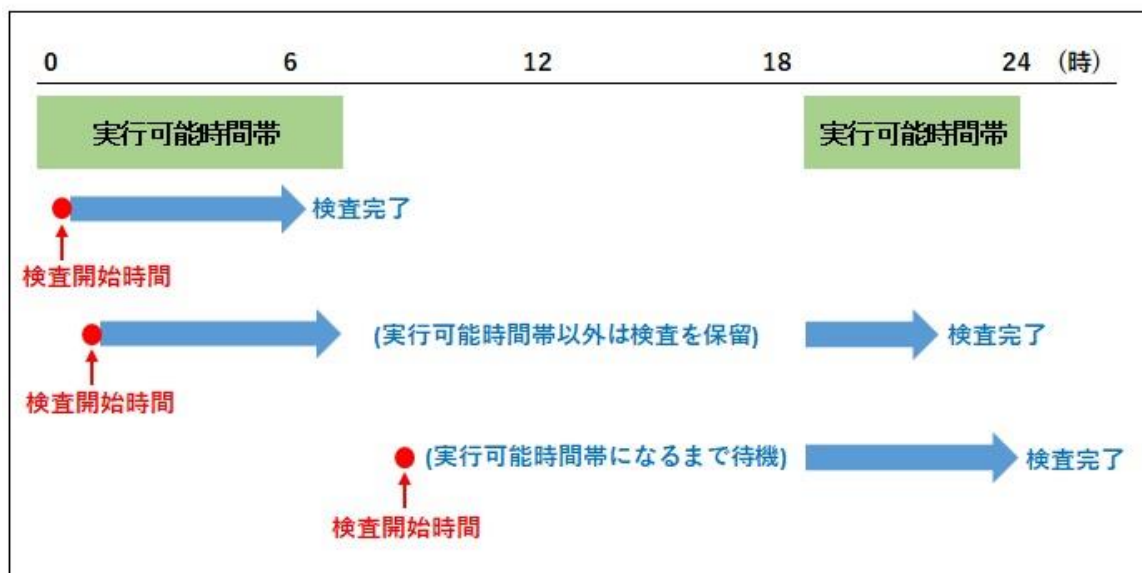 0 6 12 18 24 (時)
実行可能時間帯 実行可能時間帯
検査完了
検査開始時間
(実行可能時間帯以外は検査を保留) 検査完了
検査開始時間
(実行可能時間帯になるまで待機) 検査完了
検査開始時間